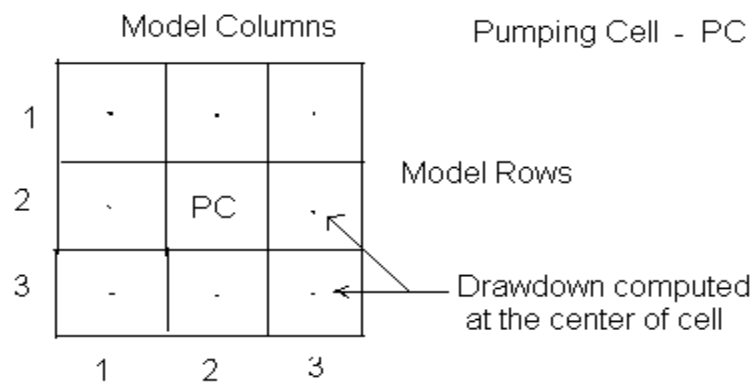 Model Columns
Pumping Cell - PC
1
Model Rows
2
PC
3
Drawdown computed
at the center of cell
1 2 3